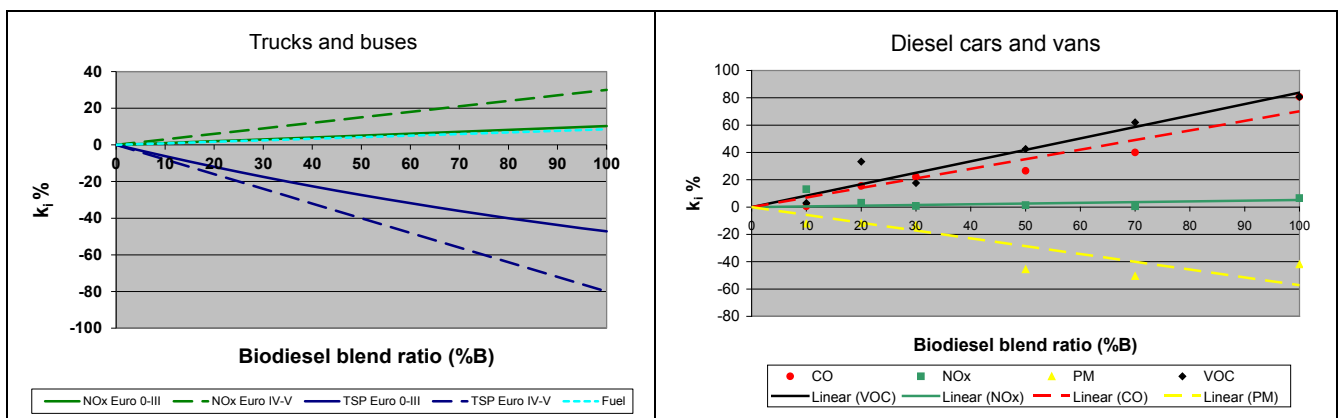 Trucks and buses
40
20
0
-20
-40
-60
-80
-100
0 10 20 30 40 50 60 70 80 90 100
ki %
Biodiesel blend ratio (%B)
NOx Euro 0-III NOx Euro IV-V TSP Euro 0-III TSP Euro IV-V Fuel
Diesel cars and vans
100
80
60
40
20
0
-20
-40
-60
-80
0 10 20 30 40 50 60 70 80 90 100
ki %
Biodiesel blend ratio (%B)
CO NOx PM VOC
Linear (VOC) Linear (NOx) Linear (CO) Linear (PM)